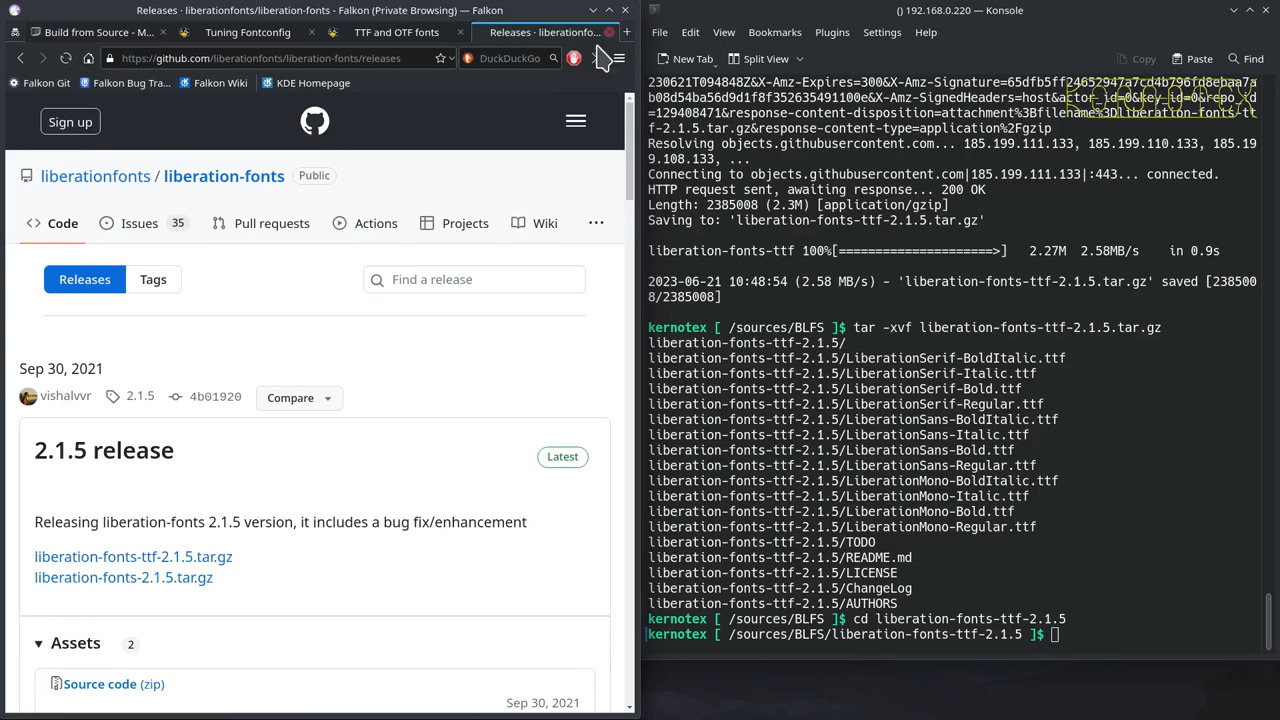 Releases · liberationfonts/liberation-fonts - Falkon (Private Browsing) — Falkon
Build from Source - M...
Tuning Fontconfig
TTF and OTF fonts
Releases · liberationfo...
https://github.com/liberationfonts/liberation-fonts/releases
DuckDuckGo
Falkon Git
Falkon Bug Tra...
Falkon Wiki
KDE Homepage
Sign up
liberationfonts / liberation-fonts
Public
Code
Issues 35
Pull requests
Actions
Projects
Wiki
Releases
Tags
Find a release
Sep 30, 2021
vishalvvr
2.1.5
4b01920
Compare
2.1.5 release
Latest
Releasing liberation-fonts 2.1.5 version, it includes a bug fix/enhancement
liberation-fonts-ttf-2.1.5.tar.gz
liberation-fonts-2.1.5.tar.gz
Assets 2
Source code (zip)
Sep 30, 2021
() 192.168.0.220 — Konsole
File Edit View Bookmarks Plugins Settings Help
New Tab
Split View
Copy
Paste
Find
230621T094848Z&X-Amz-Expires=300&X-Amz-Signature=65dfb5ff24652947a7cd4b796fd8ebaa7a
b08d54ba56d9d1f8f352635491100e&X-Amz-SignedHeaders=host&actor_id=0&key_id=0&repo_id
=129408471&response-content-disposition=attachment%3Bfilename%3Dliberation-fonts-tt
f-2.1.5.tar.gz&response-content-type=application%2Fgzip
Resolving objects.githubusercontent.com... 185.199.111.133, 185.199.110.133, 185.19
9.108.133, ...
Connecting to objects.githubusercontent.com|185.199.111.133|:443... connected.
HTTP request sent, awaiting response... 200 OK
Length: 2385008 (2.3M) [application/gzip]
Saving to: 'liberation-fonts-ttf-2.1.5.tar.gz'
liberation-fonts-ttf 100%[=====================>] 2.27M 2.58MB/s in 0.9s
2023-06-21 10:48:54 (2.58 MB/s) - 'liberation-fonts-ttf-2.1.5.tar.gz' saved [238500
8/2385008]
kernotex [ /sources/BLFS ]$ tar -xvf liberation-fonts-ttf-2.1.5.tar.gz
liberation-fonts-ttf-2.1.5/
liberation-fonts-ttf-2.1.5/LiberationSerif-BoldItalic.ttf
liberation-fonts-ttf-2.1.5/LiberationSerif-Italic.ttf
liberation-fonts-ttf-2.1.5/LiberationSerif-Bold.ttf
liberation-fonts-ttf-2.1.5/LiberationSerif-Regular.ttf
liberation-fonts-ttf-2.1.5/LiberationSans-BoldItalic.ttf
liberation-fonts-ttf-2.1.5/LiberationSans-Italic.ttf
liberation-fonts-ttf-2.1.5/LiberationSans-Bold.ttf
liberation-fonts-ttf-2.1.5/LiberationSans-Regular.ttf
liberation-fonts-ttf-2.1.5/LiberationMono-BoldItalic.ttf
liberation-fonts-ttf-2.1.5/LiberationMono-Italic.ttf
liberation-fonts-ttf-2.1.5/LiberationMono-Bold.ttf
liberation-fonts-ttf-2.1.5/LiberationMono-Regular.ttf
liberation-fonts-ttf-2.1.5/TODO
liberation-fonts-ttf-2.1.5/README.md
liberation-fonts-ttf-2.1.5/LICENSE
liberation-fonts-ttf-2.1.5/ChangeLog
liberation-fonts-ttf-2.1.5/AUTHORS
kernotex [ /sources/BLFS ]$ cd liberation-fonts-ttf-2.1.5
kernotex [ /sources/BLFS/liberation-fonts-ttf-2.1.5 ]$